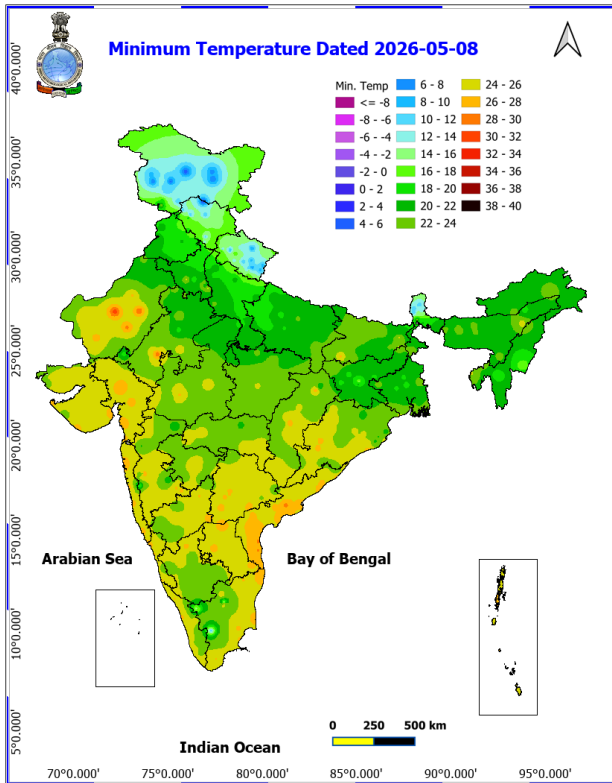 Minimum Temperature Dated 2026-05-08
Min. Temp
<= -8
-8 - -6
-6 - -4
-4 - -2
-2 - 0
0 - 2
2 - 4
4 - 6
6 - 8
8 - 10
10 - 12
12 - 14
14 - 16
16 - 18
18 - 20
20 - 22
22 - 24
24 - 26
26 - 28
28 - 30
30 - 32
32 - 34
34 - 36
36 - 38
38 - 40
40°0.000'
35°0.000'
30°0.000'
25°0.000'
20°0.000'
15°0.000'
10°0.000'
5°0.000'
Arabian Sea
Bay of Bengal
Indian Ocean
0 250 500 km
70°0.000'
75°0.000'
80°0.000'
85°0.000'
90°0.000'
95°0.000'